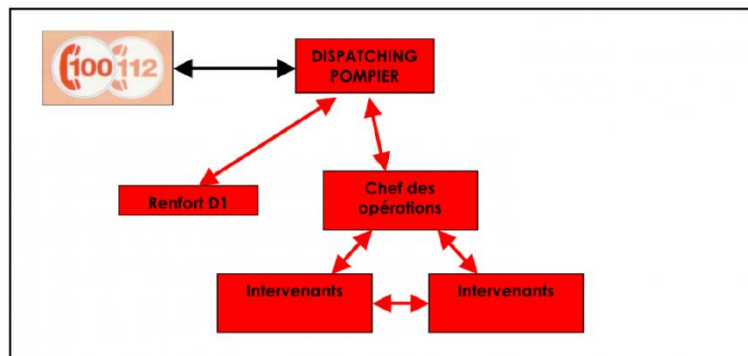 100 112
DISPATCHING
POMPIER
Renfort D1
Chef des
opérations
Intervenants
Intervenants